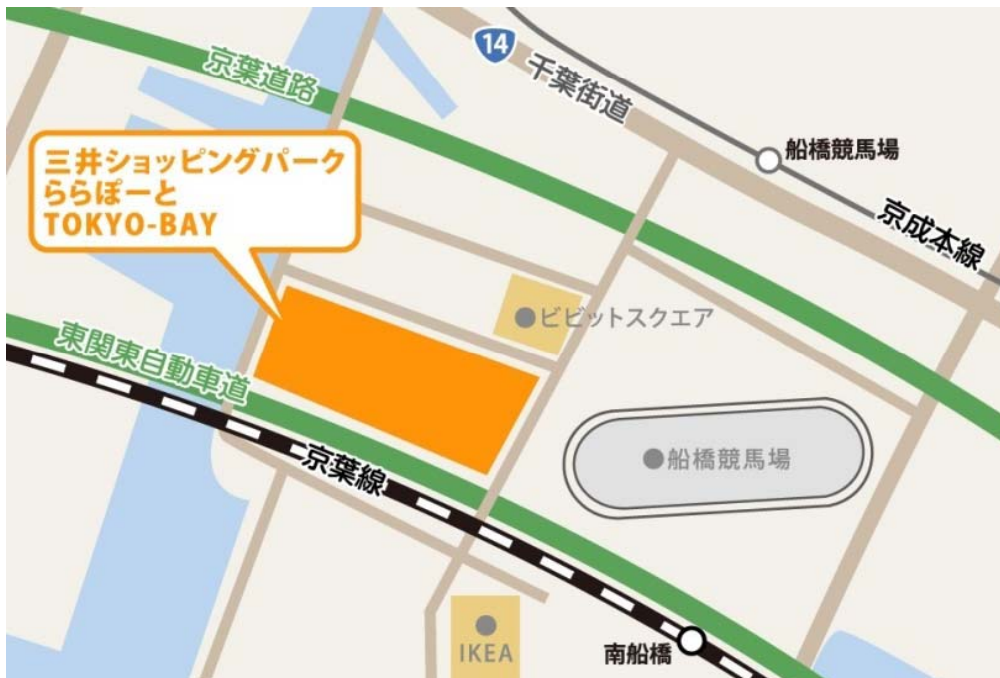 14
千葉街道
京葉道路
船橋競馬場
三井ショッピングパーク
ららぽーと
TOKYO-BAY
京成本線
ビビットスクエア
東関東自動車道
京葉線
船橋競馬場
IKEA
南船橋